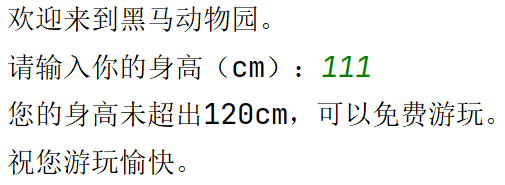 欢迎来到黑马动物园。
请输入你的身高（cm）：111
您的身高未超出120cm，可以免费游玩。
祝您游玩愉快。